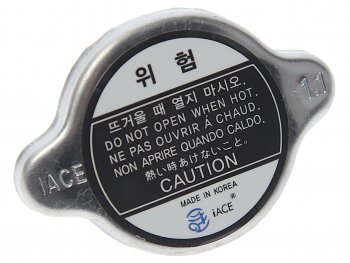 위 험
뜨거울 때 열지 마시오.
DO NOT OPEN WHEN HOT.
NE PAS OUVRIR À CHAUD.
NON APRIRE QUANDO CALDO.
熱い時あけないこと。
CAUTION
MADE IN KOREA
iACE ®
iACE
1.1